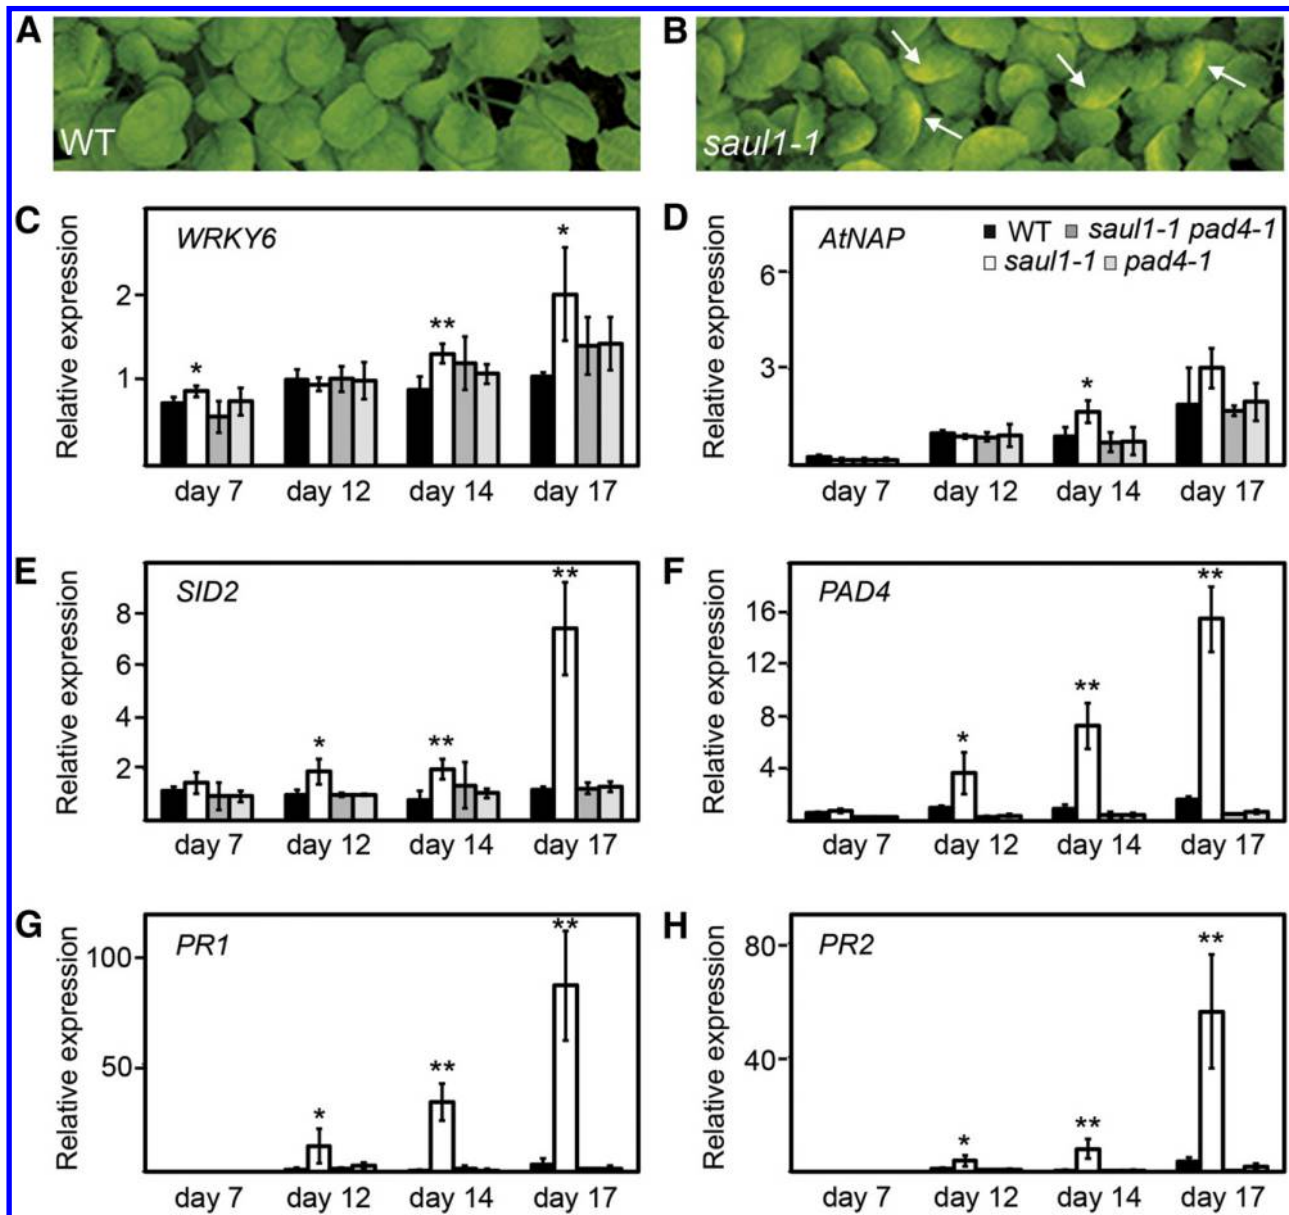 A
WT
B
saul1-1
C
Relative expression
WRKY6
2
1
*
**
*
day 7 day 12 day 14 day 17
D
Relative expression
AtNAP
WT saul1-1 pad4-1
saul1-1 pad4-1
6
3
*
day 7 day 12 day 14 day 17
E
Relative expression
SID2
8
6
4
2
*
**
**
day 7 day 12 day 14 day 17
F
Relative expression
PAD4
16
12
8
4
*
**
**
day 7 day 12 day 14 day 17
G
Relative expression
PR1
100
50
*
**
**
day 7 day 12 day 14 day 17
H
Relative expression
PR2
80
40
*
**
**
day 7 day 12 day 14 day 17